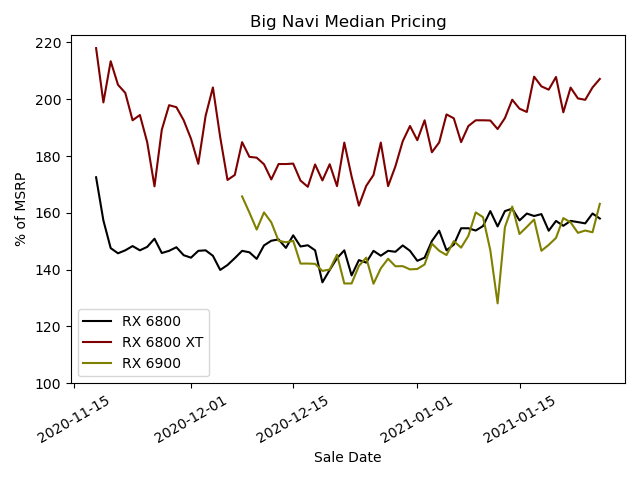 Big Navi Median Pricing
% of MSRP
220
200
180
160
140
120
100
RX 6800
RX 6800 XT
RX 6900
2020-11-15
2020-12-01
2020-12-15
2021-01-01
2021-01-15
Sale Date